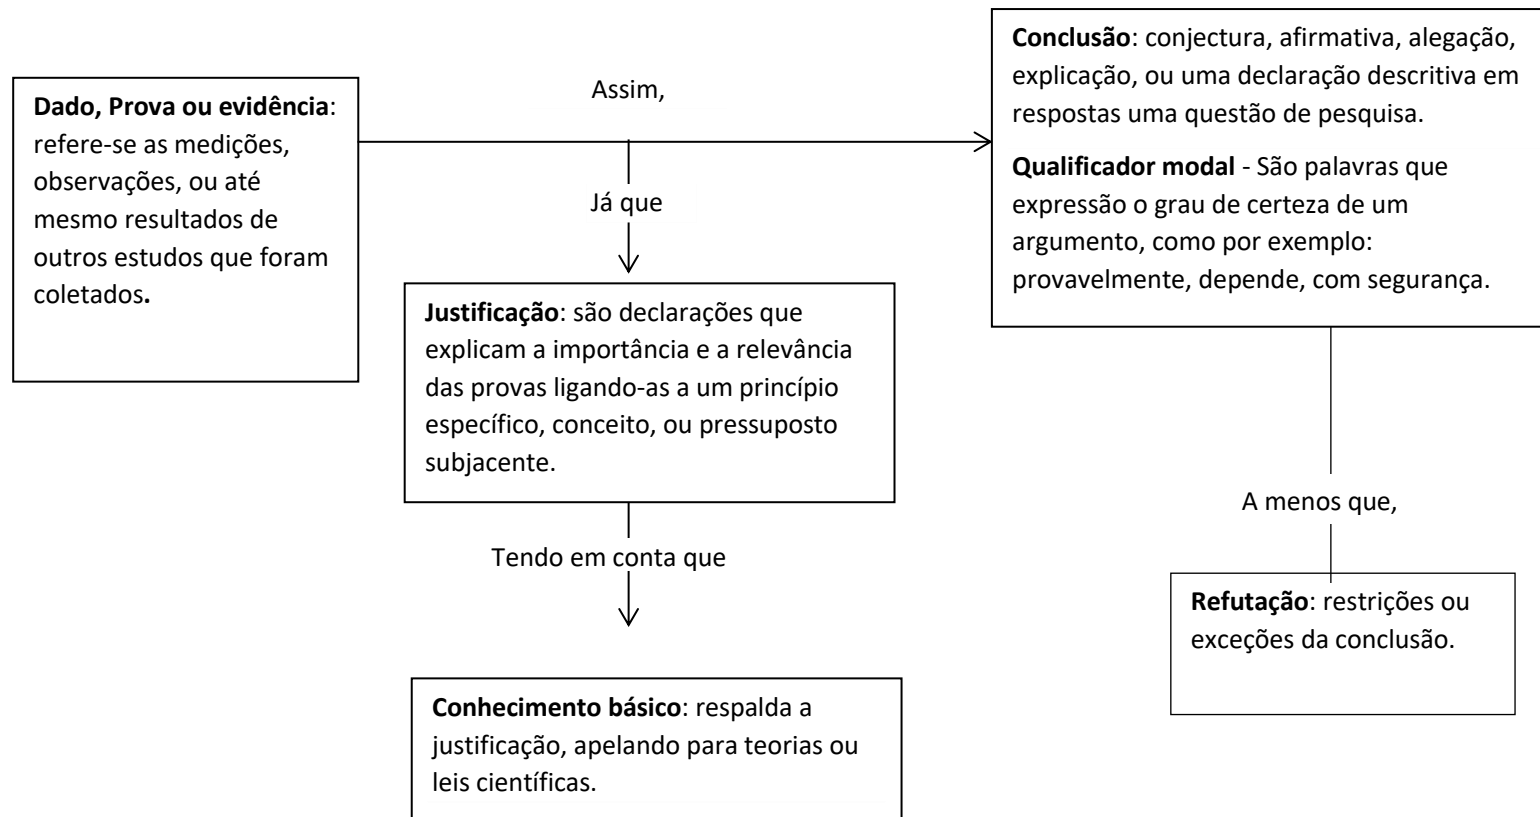 Dado, Prova ou evidência:
refere-se as medições,
observações, ou até
mesmo resultados de
outros estudos que foram
coletados.
Assim,
Conclusão: conjectura, afirmativa, alegação,
explicação, ou uma declaração descritiva em
respostas uma questão de pesquisa.
Qualificador modal - São palavras que
expressão o grau de certeza de um
argumento, como por exemplo:
provavelmente, depende, com segurança.
Já que
Justificação: são declarações que
explicam a importância e a relevância
das provas ligando-as a um princípio
específico, conceito, ou pressuposto
subjacente.
Tendo em conta que
Conhecimento básico: respalda a
justificação, apelando para teorias ou
leis científicas.
A menos que,
Refutação: restrições ou
exceções da conclusão.